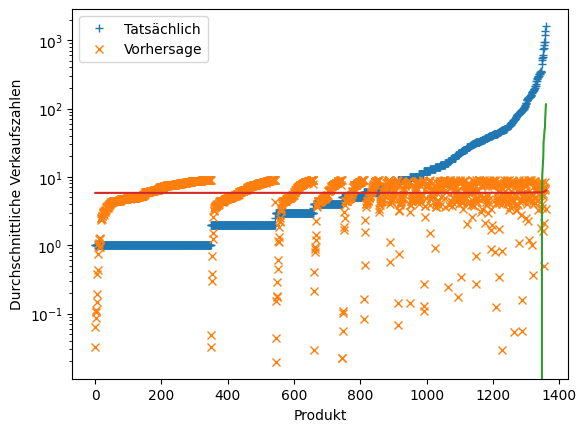 Tatsächlich
Vorhersage
Durchschnittliche Verkaufszahlen
10³
10²
10¹
10⁰
10⁻¹
0 200 400 600 800 1000 1200 1400
Produkt